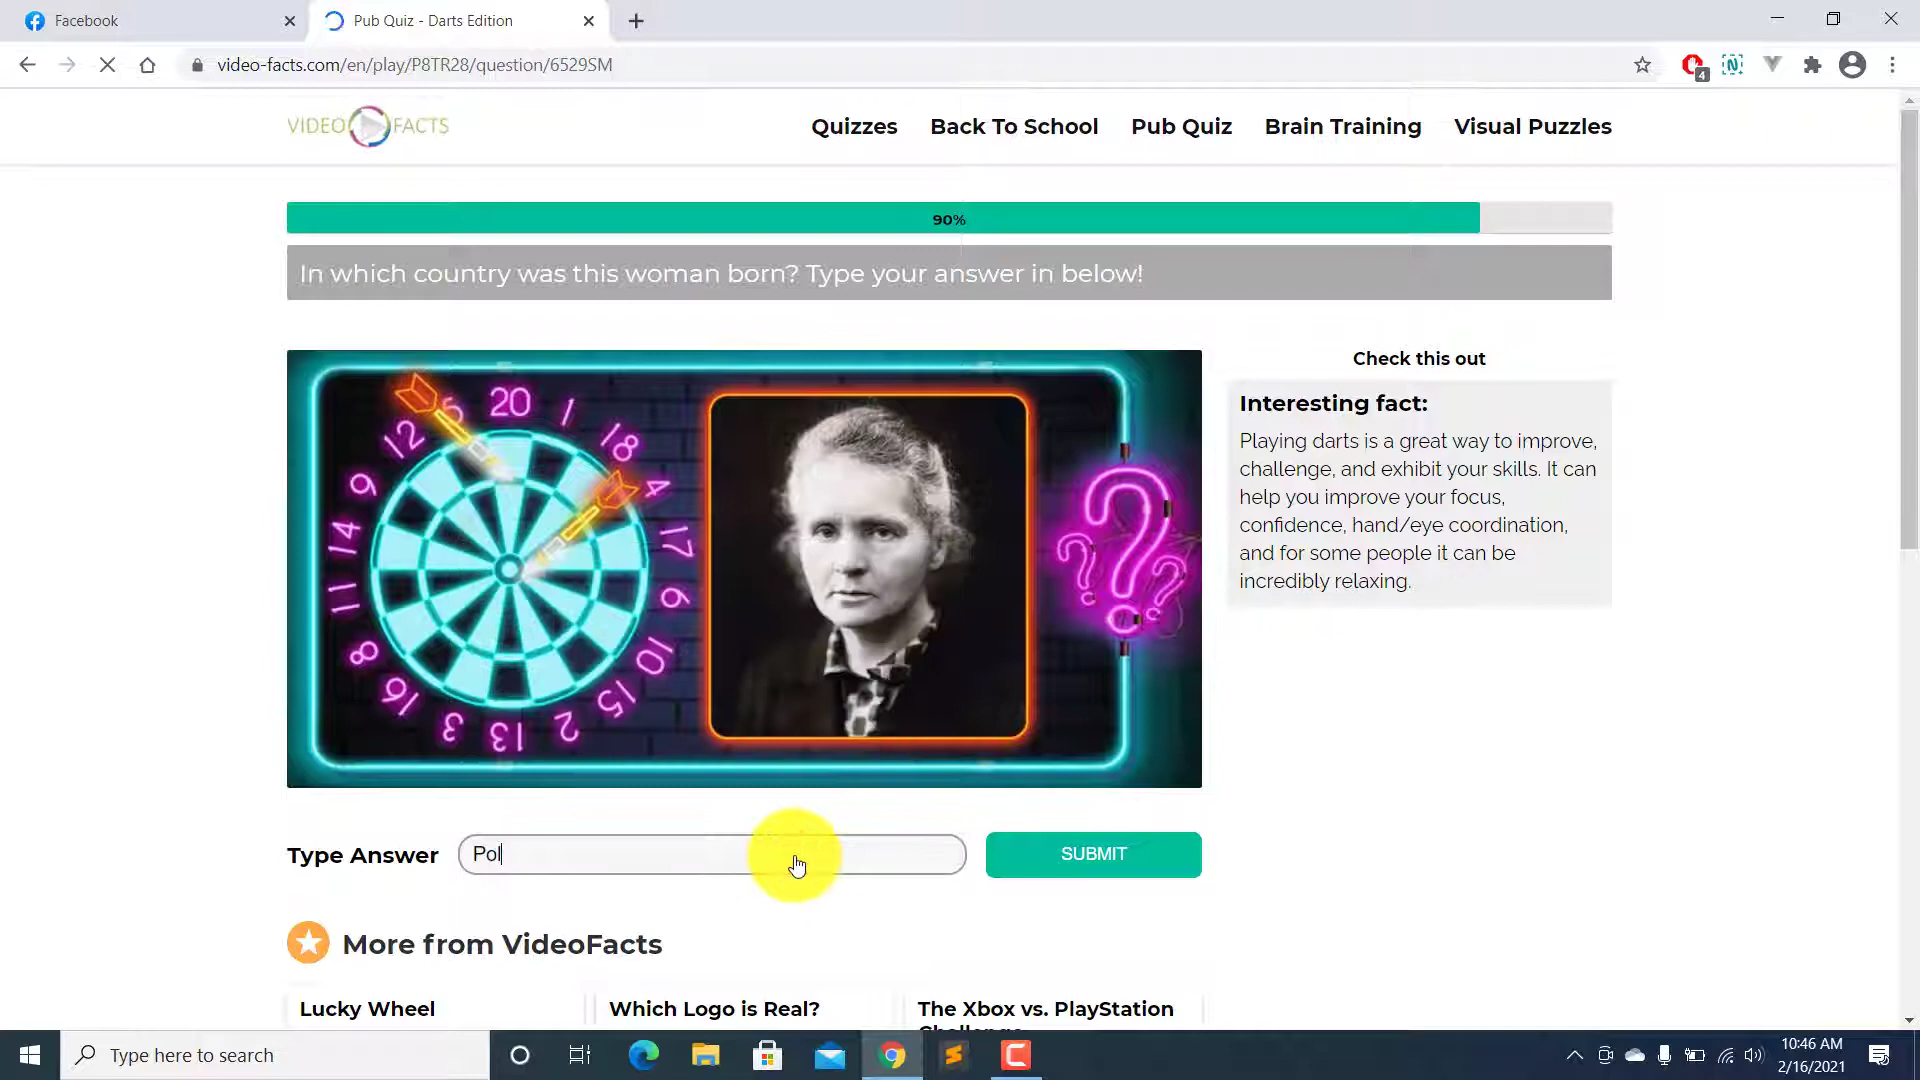 Facebook
Pub Quiz - Darts Edition
video-facts.com/en/play/P8TR28/question/6529SM
4
VIDEO FACTS
Quizzes
Back To School
Pub Quiz
Brain Training
Visual Puzzles
90%
In which country was this woman born? Type your answer in below!
20 1 18 4 17 6 10 15 2 13 3 16 8 11 14 9 12 5
? ? ?
Check this out
Interesting fact:
Playing darts is a great way to improve,
challenge, and exhibit your skills. It can
help you improve your focus,
confidence, hand/eye coordination,
and for some people it can be
incredibly relaxing.
Type Answer
Pol
SUBMIT
More from VideoFacts
Lucky Wheel
Which Logo is Real?
The Xbox vs. PlayStation
Challenge
Type here to search
10:46 AM
2/16/2021